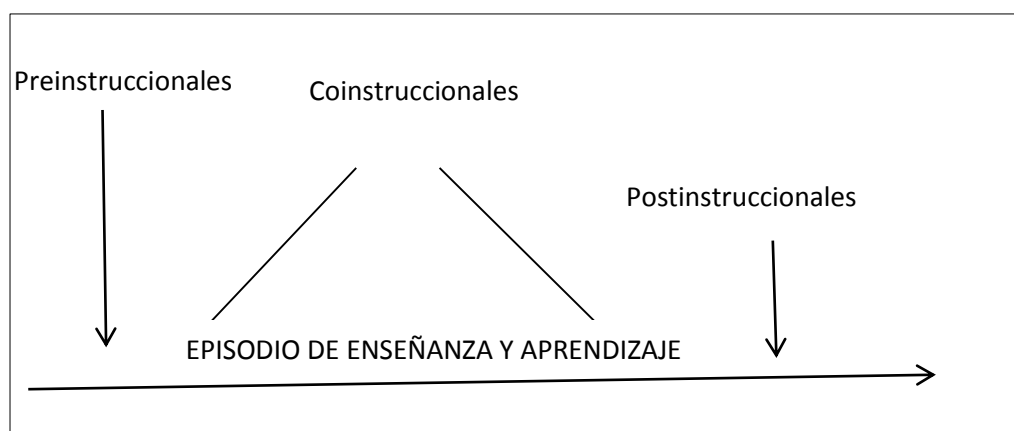 Preinstruccionales
Coinstruccionales
Postinstruccionales
EPISODIO DE ENSEÑANZA Y APRENDIZAJE